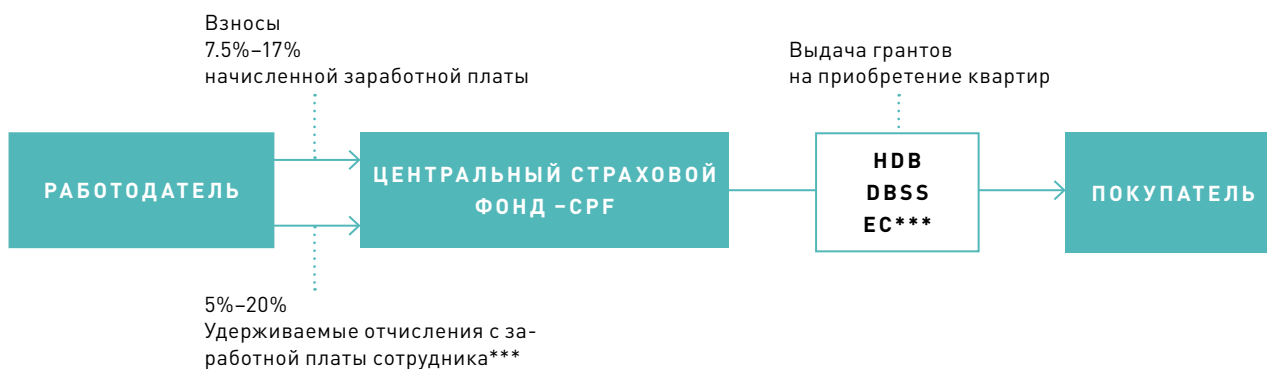 Взносы
7.5%–17%
начисленной заработной платы
Выдача грантов
на приобретение квартир
РАБОТОДАТЕЛЬ
ЦЕНТРАЛЬНЫЙ СТРАХОВОЙ
ФОНД –CPF
HDB
DBSS
EC***
ПОКУПАТЕЛЬ
5%–20%
Удерживаемые отчисления с за-
работной платы сотрудника***